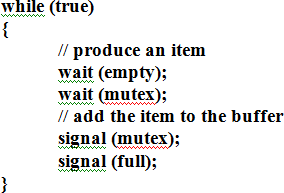 while (true)
{
// produce an item
wait (empty);
wait (mutex);
// add the item to the buffer
signal (mutex);
signal (full);
}